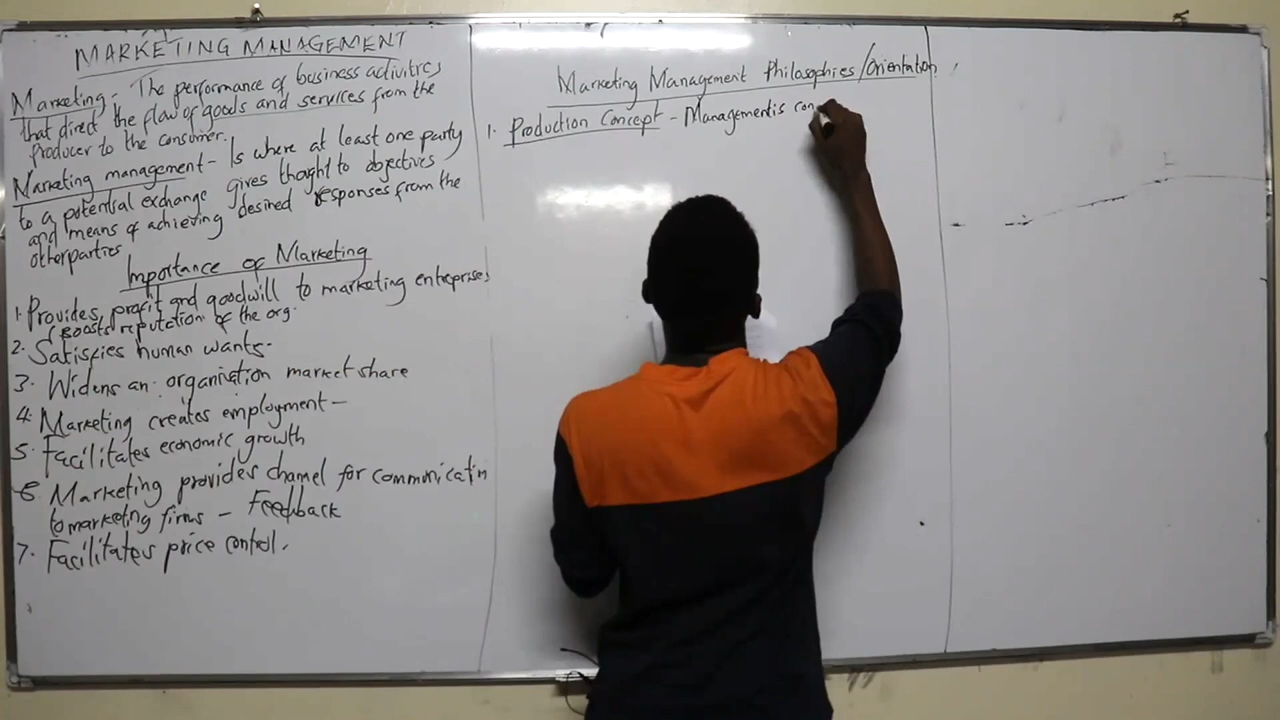 MARKETING MANAGEMENT
Marketing - The performance of business activities
that direct the flow of goods and services from the
producer to the consumer.
Marketing management - Is where at least one party
to a potential exchange gives thought to objectives
and means of achieving desired responses from the
other parties
Importance of Marketing
1. Provides profit and goodwill to marketing enterprises
(Boosts reputation of the org.
2. Satisfies human wants.
3. Widens an organisation market share
4. Marketing creates employment -
5. Facilitates economic growth
6. Marketing provides channel for communicatin
to marketing firms - Feedback
7. Facilitates price control.
Marketing Management Philosophies/Orientation
1. Production Concept - Management is con